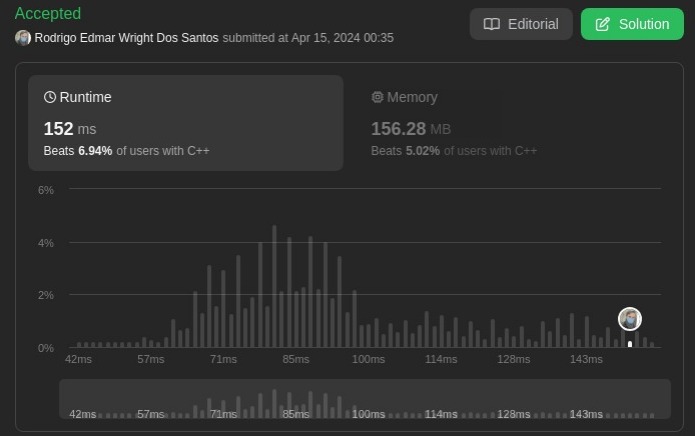 Accepted
Editorial
Solution
Rodrigo Edmar Wright Dos Santos submitted at Apr 15, 2024 00:35
Runtime
Memory
152 ms
156.28 MB
Beats 6.94% of users with C++
Beats 5.02% of users with C++
6%
4%
2%
0%
42ms 57ms 71ms 85ms 100ms 114ms 128ms 143ms
42ms 57ms 71ms 85ms 100ms 114ms 128ms 143ms